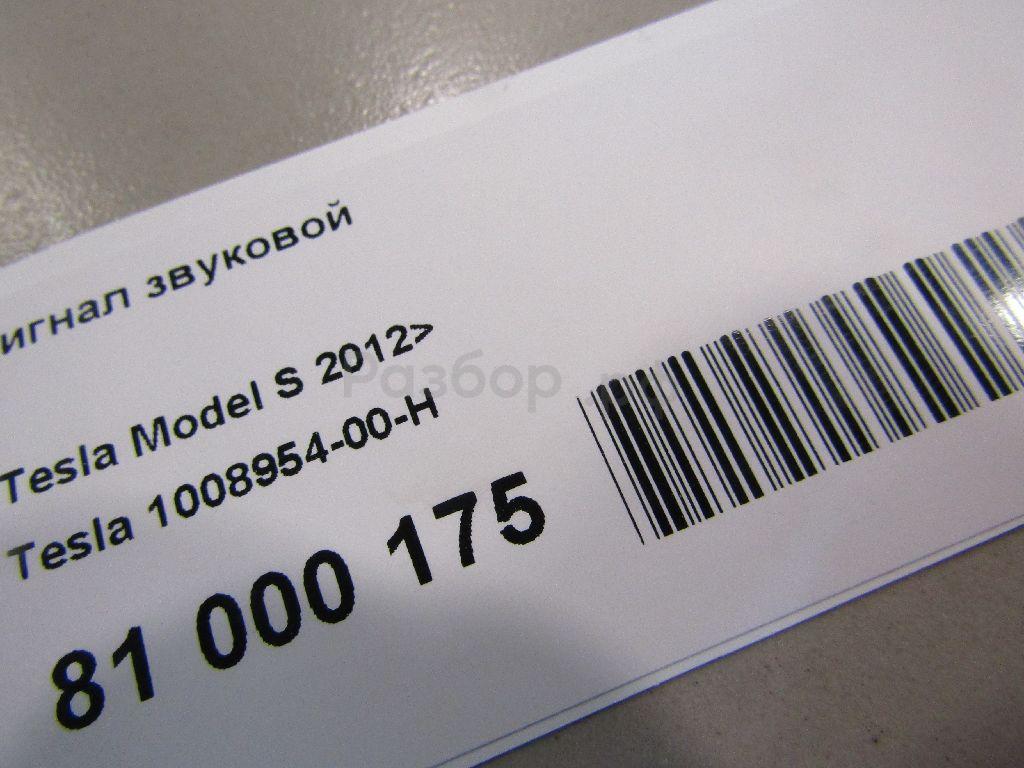 игнал звуковой
Tesla Model S 2012>
Tesla 1008954-00-H
81 000 175
Разбор